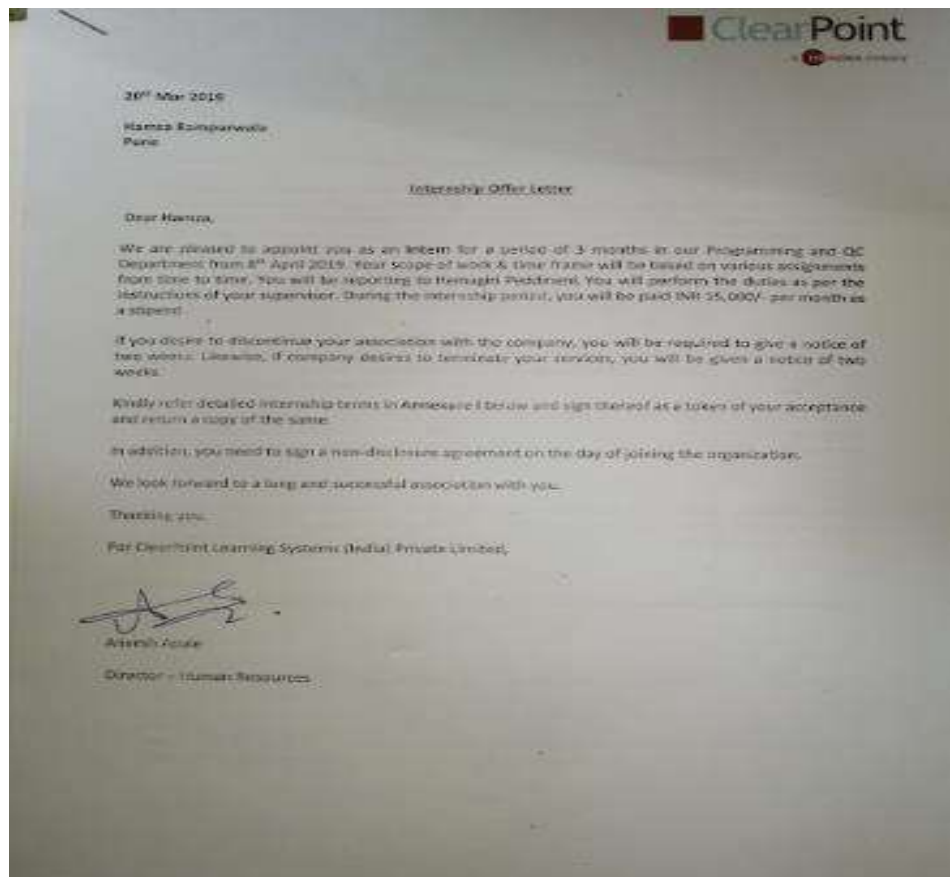 ClearPoint
20th Mar 2019
Hamza Rampurwala
Pune
Internship Offer Letter
Dear Hamza,
We are pleased to appoint you as an Intern for a period of 3 months in our Programming and QC
Department from 8th April 2019. Your scope of work & time frame will be based on various assignments
from time to time. You will be reporting to Hemagiri You will perform the duties as per the
instructions of your supervisor. During the internship period, you will be paid INR 15,000/- per month as
a stipend.
If you desire to discontinue your association with the company, you will be required to give a notice of
two weeks. Likewise, if company desires to terminate your services, you will be given a notice of two
weeks.
Kindly refer detailed internship terms in Annexure I below and sign thereof as a token of your acceptance
and return a copy of the same.
In addition, you need to sign a non-disclosure agreement on the day of joining the organization.
We look forward to a long and successful association with you.
Thanking you.
For ClearPoint Learning Systems (India) Private Limited,
Director – Human Resources